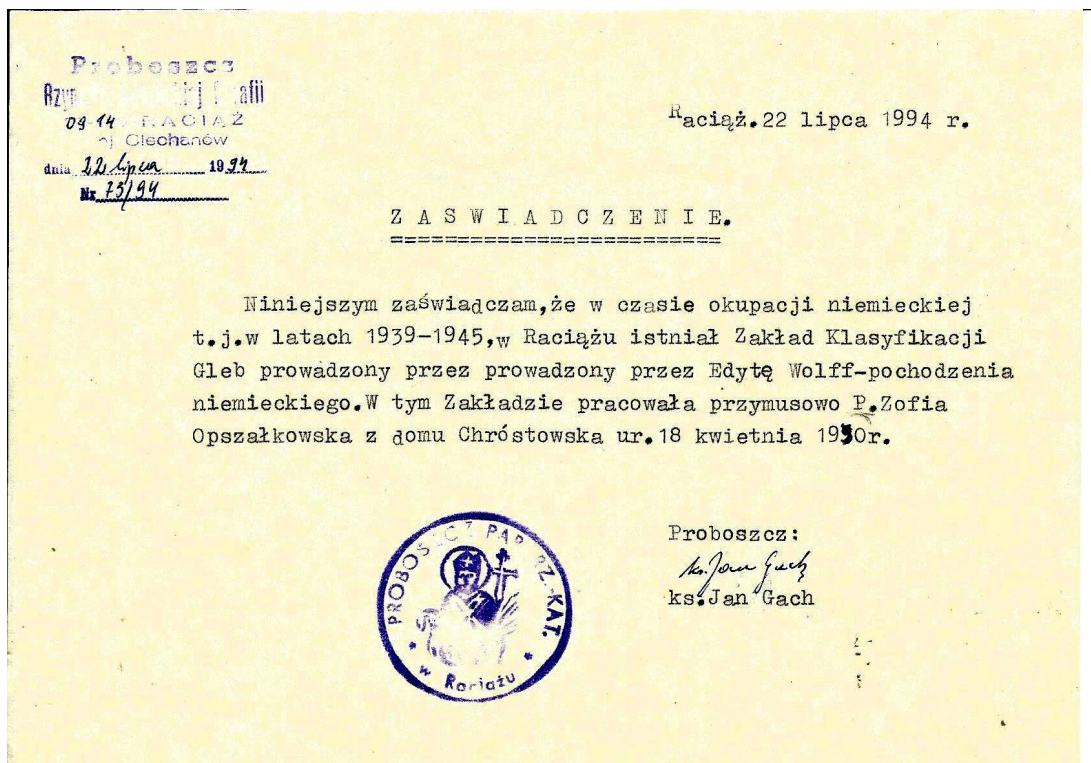 Proboszcz
09-14 RACIĄŻ
Ciechanów
dnia 22 lipca 1994
Nr 73/94
Raciąż.22 lipca 1994 r.
Z A S W I A D C Z E N I E.
=========================
Niniejszym zaświadczam,że w czasie okupacji niemieckiej
t.j.w latach 1939-1945,w Raciążu istniał Zakład Klasyfikacji
Gleb prowadzony przez prowadzony przez Edytę Wolff-pochodzenia
niemieckiego.W tym Zakładzie pracowała przymusowo P.Zofia
Opszałkowska z domu Chróstowska ur.18 kwietnia 1930r.
PROBOSZCZ PAR. RZ.-KAT.
* w Raciążu *
Proboszcz:
ks. Jan Gach
ks.Jan Gach